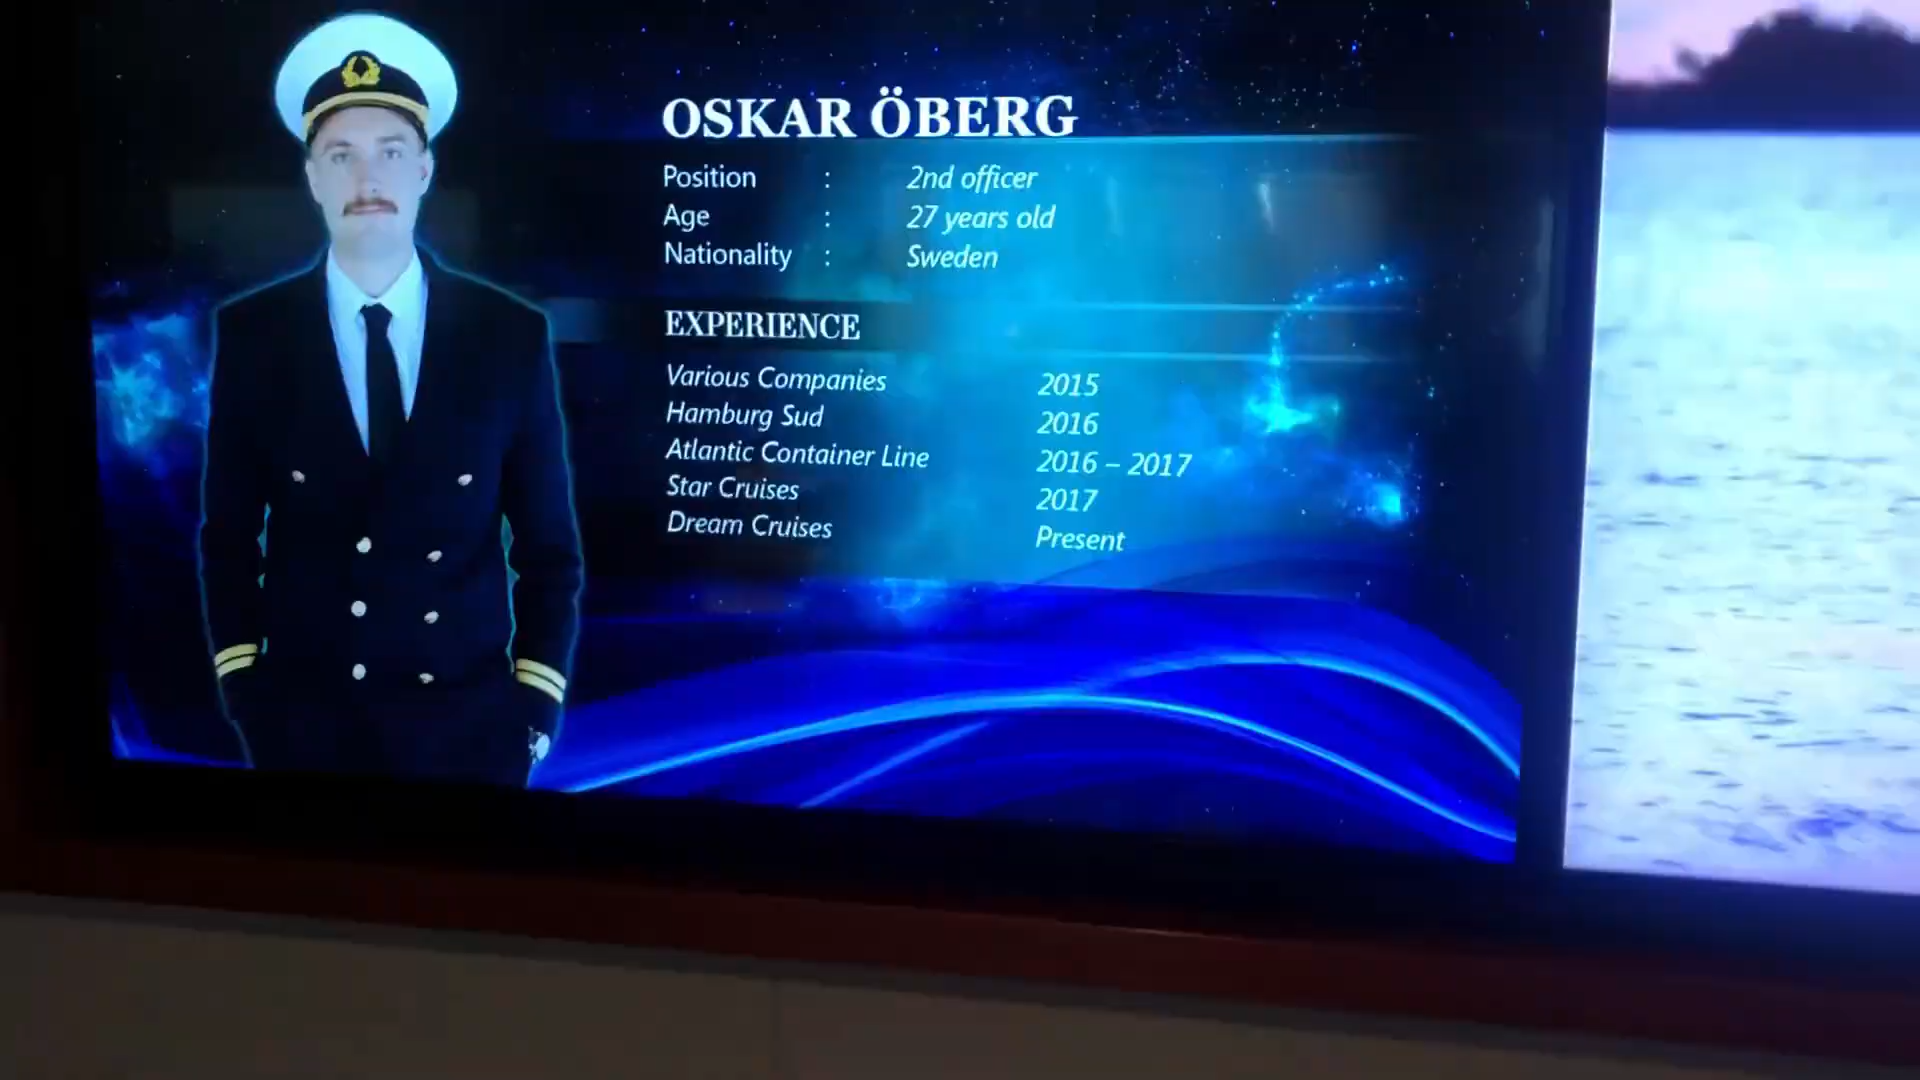 OSKAR ÖBERG
Position : 2nd officer
Age : 27 years old
Nationality : Sweden
EXPERIENCE
Various Companies 2015
Hamburg Sud 2016
Atlantic Container Line 2016 – 2017
Star Cruises 2017
Dream Cruises Present